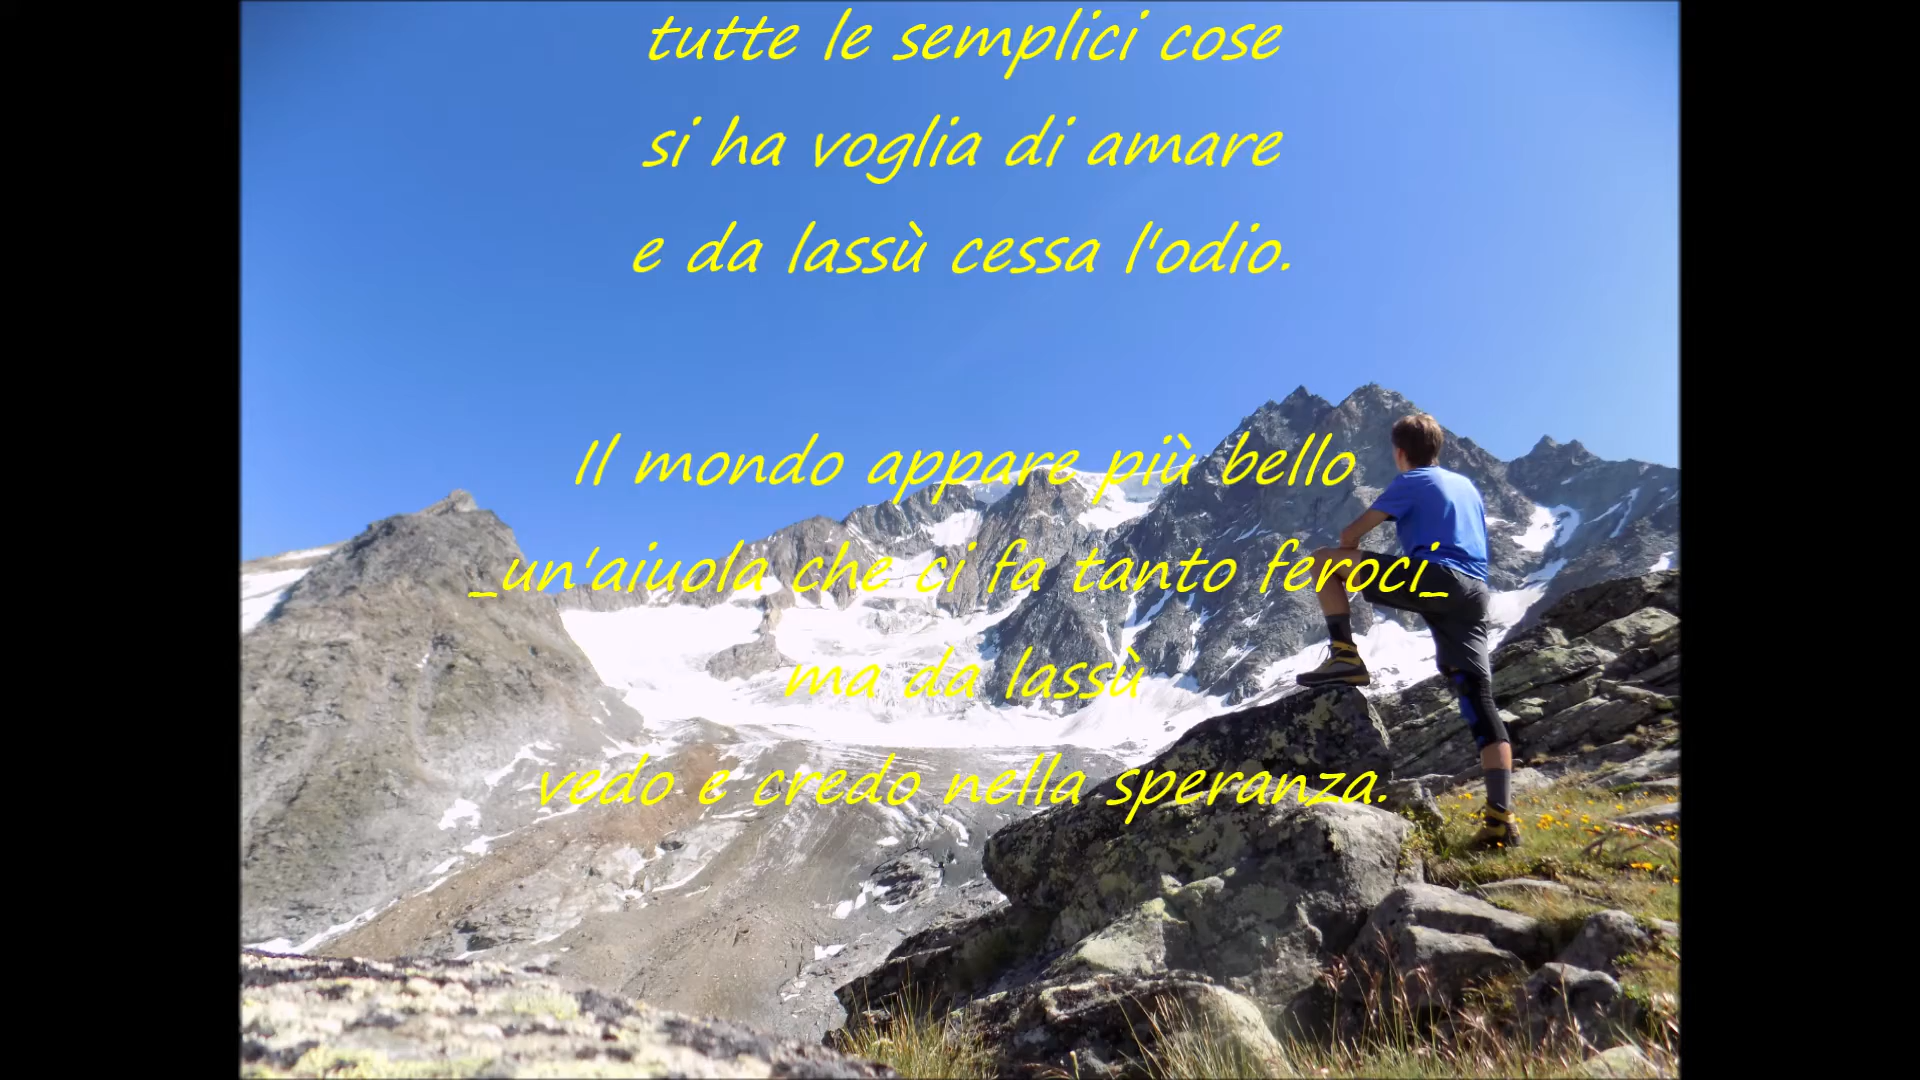 tutte le semplici cose
si ha voglia di amare
e da lassù cessa l'odio.
Il mondo appare più bello
_un'aiuola che ci fa tanto feroci_
ma da lassù
vedo e credo nella speranza.